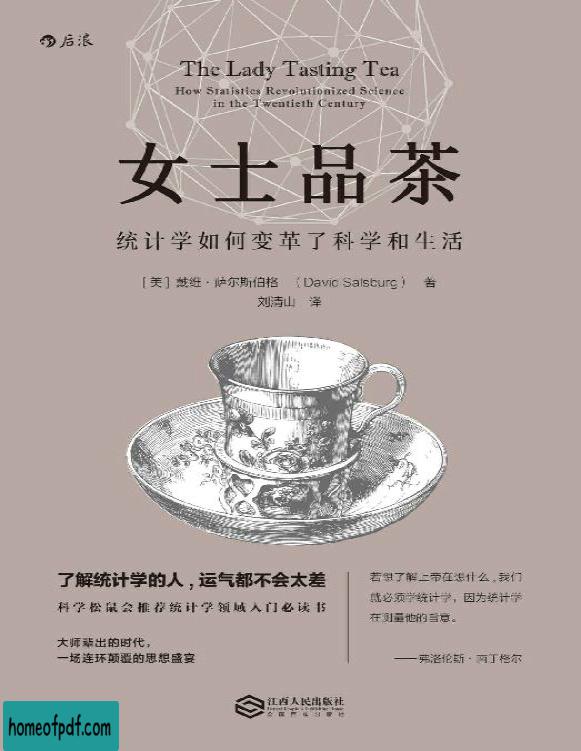 后浪
The Lady Tasting Tea
How Statistics Revolutionized Science
in the Twentieth Century
女士品茶
统计学如何变革了科学和生活
[美] 戴维·萨尔斯伯格 （David Salsburg） 著
刘清山 译
了解统计学的人，运气都不会太差
科学松鼠会推荐统计学领域入门必读书
大师辈出的时代，
一场连环颠覆的思想盛宴
若想了解上帝在想什么，我们
就必须学统计学，因为统计学
在测量他的旨意。
——弗洛伦斯·南丁格尔
江西人民出版社
homeofpdf.com